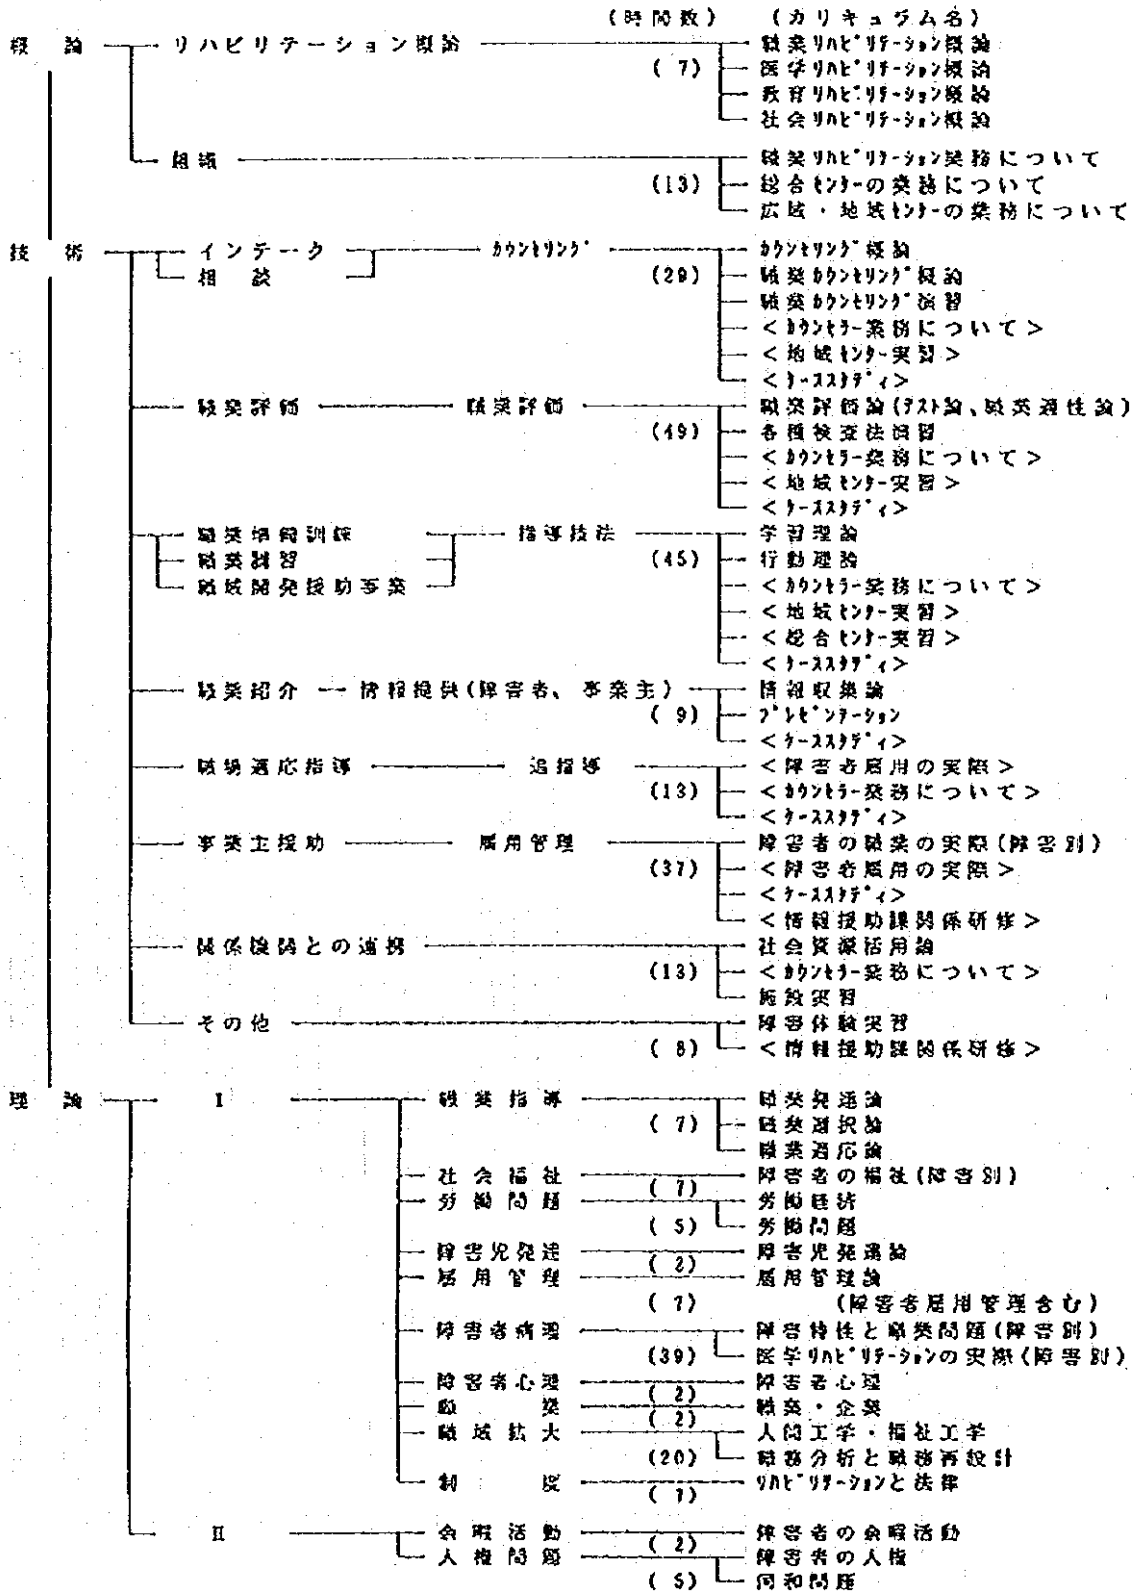 (時間数) (カリキュラム名)
概論 リハビリテーション概論 職業リハビリテーション概論
(7) 医学リハビリテーション概論
教育リハビリテーション概論
社会リハビリテーション概論
組織 職業リハビリテーション業務について
(13) 総合センターの業務について
広域・地域センターの業務について
技術 インテーク カウンセリング カウンセリング概論
相談 (29) 職業カウンセリング概論
職業カウンセリング演習
<カウンセラー業務について>
<地域センター実習>
<ケーススタディ>
職業評価 職業評価 職業評価論(テスト論、職業適性論)
(49) 各種検査法演習
<カウンセラー業務について>
<地域センター実習>
<ケーススタディ>
職業準備訓練 指導技法 学習理論
職業講習 (45) 行動理論
職域開発援助事業 <カウンセラー業務について>
<地域センター実習>
<総合センター実習>
<ケーススタディ>
職業紹介 情報提供(障害者、事業主) 情報収集論
(9) プレゼンテーション
<ケーススタディ>
職場適応指導 追指導 <障害者雇用の実際>
(13) <カウンセラー業務について>
<ケーススタディ>
事業主援助 雇用管理 障害者の職業の実際(障害別)
(37) <障害者雇用の実際>
<ケーススタディ>
<情報援助課関係研修>
関係機関との連携 社会資源活用論
(13) <カウンセラー業務について>
施設実習
その他 障害体験実習
(8) <情報援助課関係研修>
理論 I 職業指導 職業発達論
(7) 職業選択論
職業適応論
社会福祉 障害者の福祉(障害別)
(7)
労働問題 労働経済
(5) 労働問題
障害児発達 障害児発達論
(2)
雇用管理 雇用管理論
(7) (障害者雇用管理含む)
障害者病理 障害特性と職業問題(障害別)
(39) 医学リハビリテーションの実際(障害別)
障害者心理 障害者心理
(2)
職業 職業・企業
(2)
職域拡大 人間工学・福祉工学
(20) 職務分析と職務再設計
制度 リハビリテーションと法律
II 余暇活動 障害者の余暇活動
(2)
人権問題 障害者の人権
(5) 同和問題